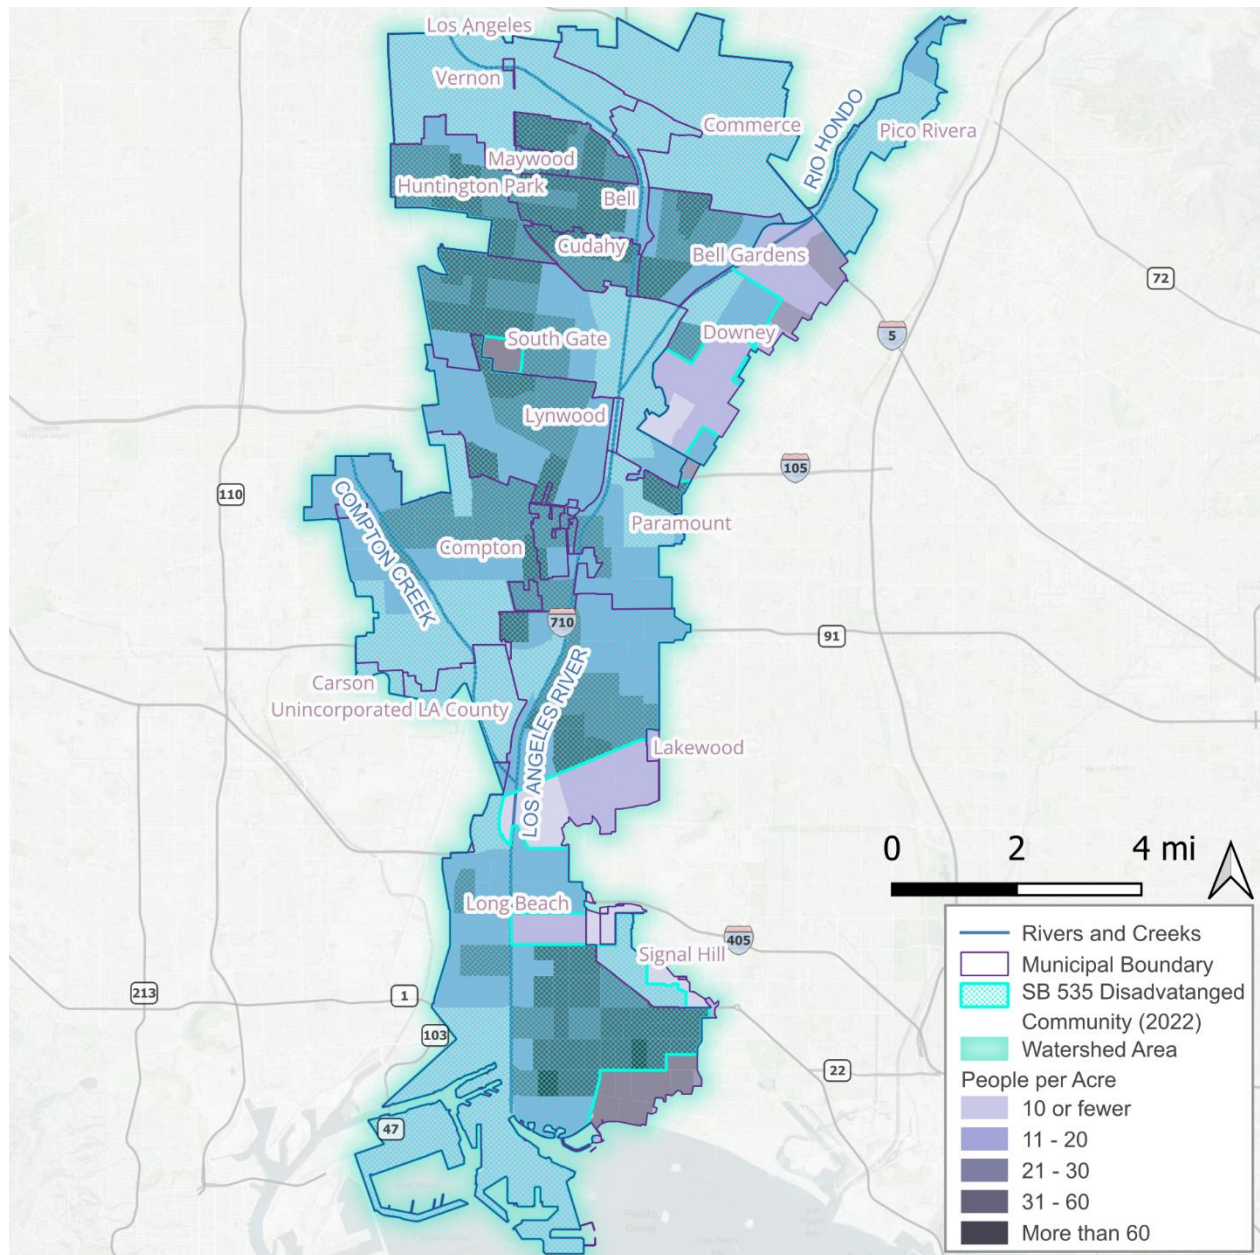 Los Angeles
Vernon
Commerce
RIO HONDO
Pico Rivera
Maywood
Huntington Park
Bell
Cudahy
Bell Gardens
72
5
South Gate
Downey
Lynwood
105
110
COMPTON CREEK
Paramount
Compton
710
91
Carson
Unincorporated LA County
LOS ANGELES RIVER
Lakewood
0 2 4 mi
Long Beach
405
Signal Hill
213
1
103
22
47
Rivers and Creeks
Municipal Boundary
SB 535 Disadvatanged
Community (2022)
Watershed Area
People per Acre
10 or fewer
11 - 20
21 - 30
31 - 60
More than 60